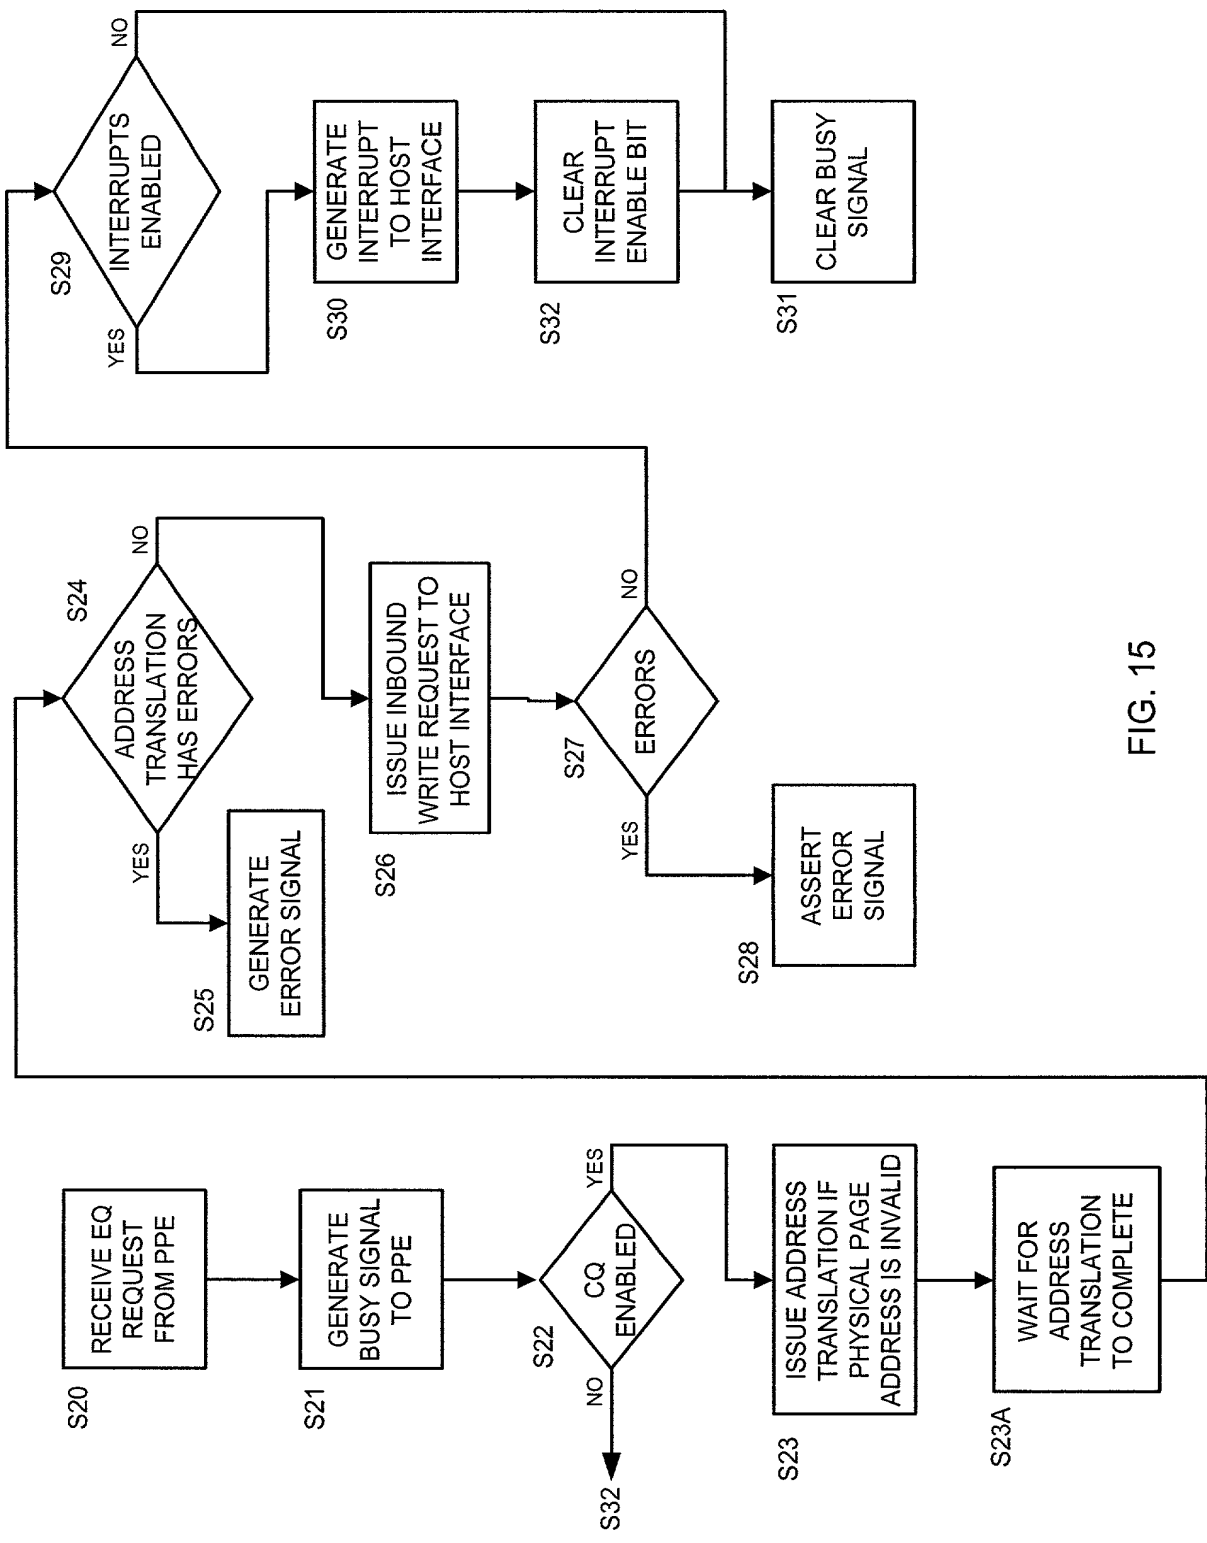 S20
RECEIVE EQ
REQUEST
FROM PPE
S21
GENERATE
BUSY SIGNAL
TO PPE
S22
CQ
ENABLED
NO
S32
YES
S23
ISSUE ADDRESS
TRANSLATION IF
PHYSICAL PAGE
ADDRESS IS INVALID
S23A
WAIT FOR
ADDRESS
TRANSLATION
TO COMPLETE
S24
ADDRESS
TRANSLATION
HAS ERRORS
YES
NO
S25
GENERATE
ERROR SIGNAL
S26
ISSUE INBOUND
WRITE REQUEST TO
HOST INTERFACE
S27
ERRORS
YES
NO
S28
ASSERT
ERROR
SIGNAL
S29
INTERRUPTS
ENABLED
YES
NO
S30
GENERATE
INTERRUPT
TO HOST
INTERFACE
S32
CLEAR
INTERRUPT
ENABLE BIT
S31
CLEAR BUSY
SIGNAL
FIG. 15